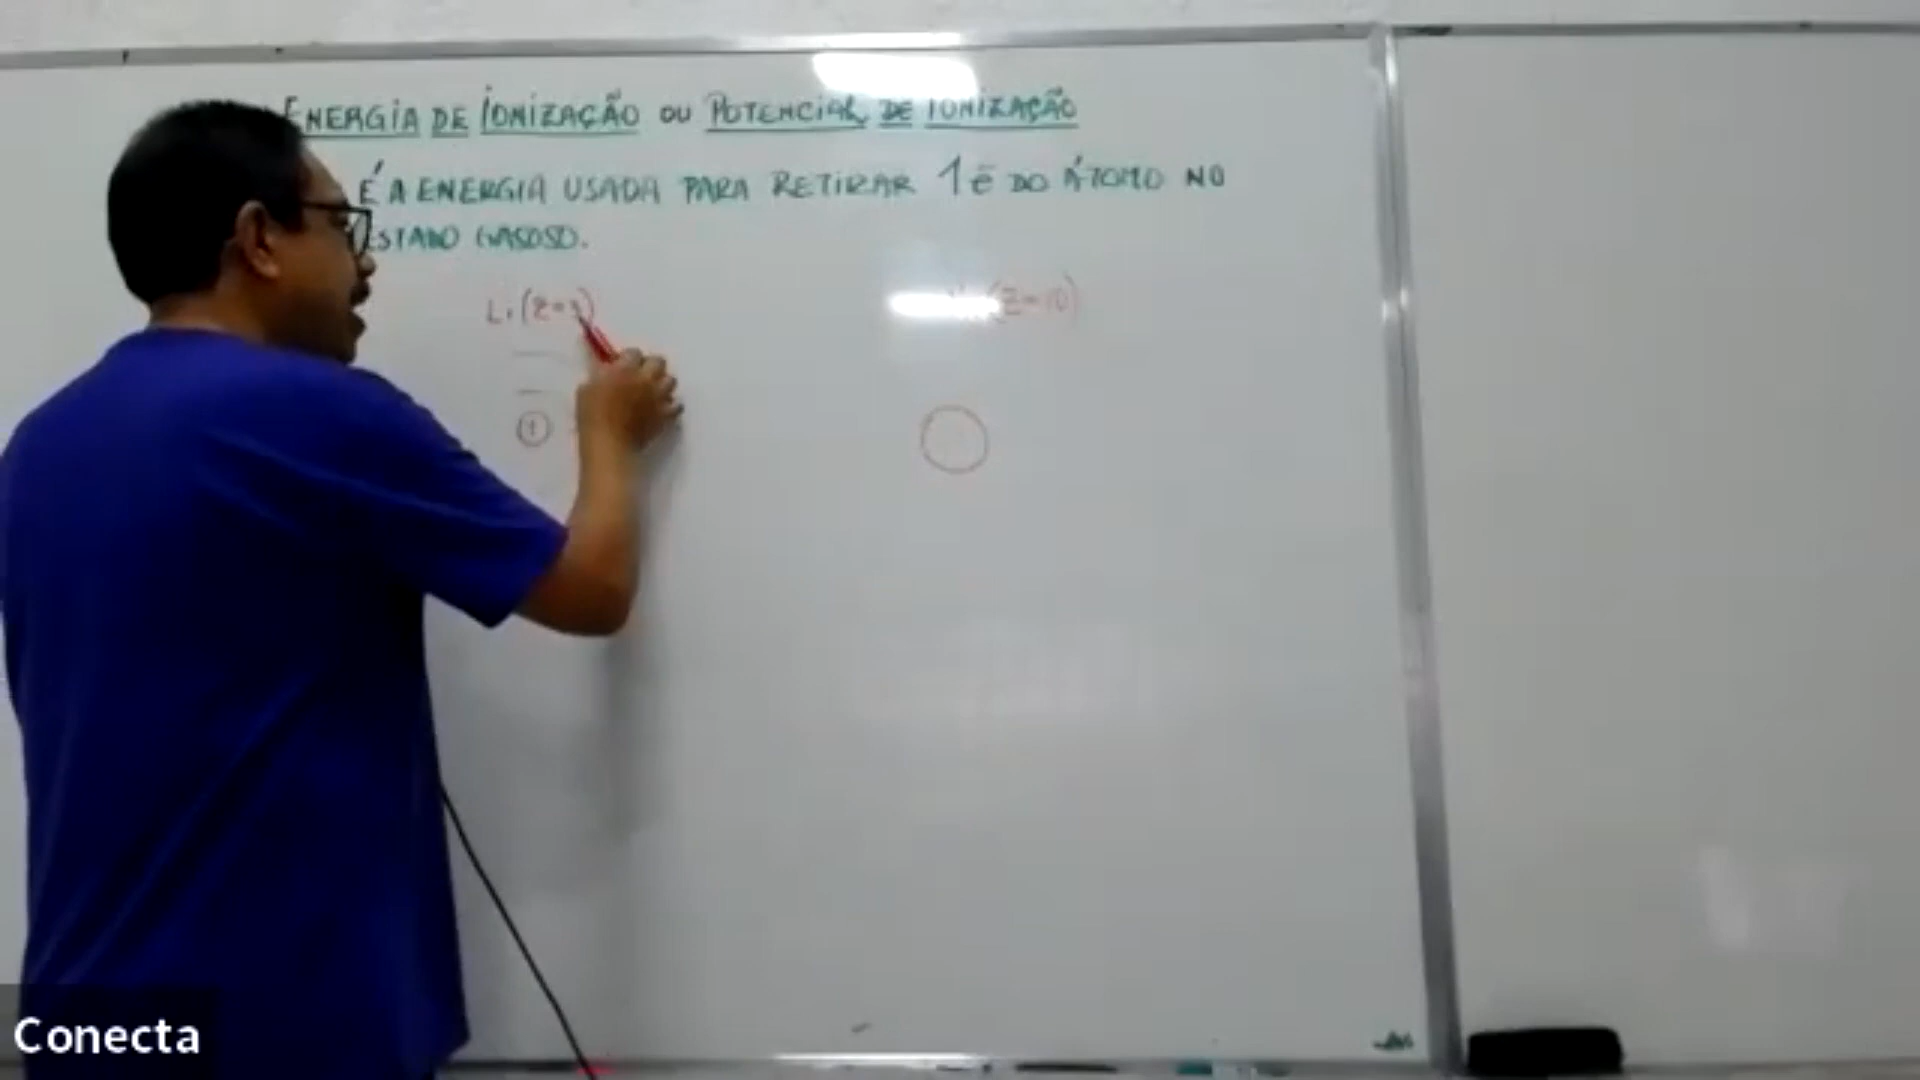 ENERGIA DE IONIZAÇÃO OU POTENCIAL DE IONIZAÇÃO
É A ENERGIA USADA PARA RETIRAR 1 ē DO ÁTOMO NO
ESTADO GASOSO.
Li (Z=3)
(Z=10)
Conecta